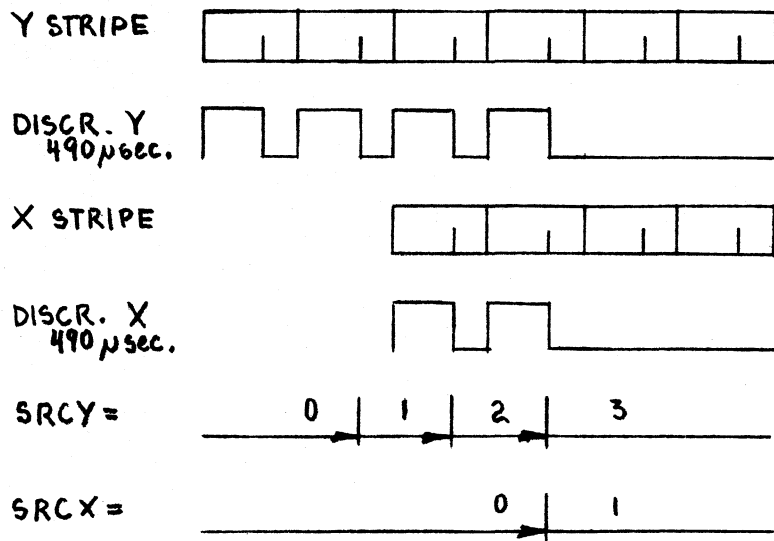 Y STRIPE
DISCR. Y
490 µsec.
X STRIPE
DISCR. X
490 µsec.
SRCY= 0 1 2 3
SRCX= 0 1